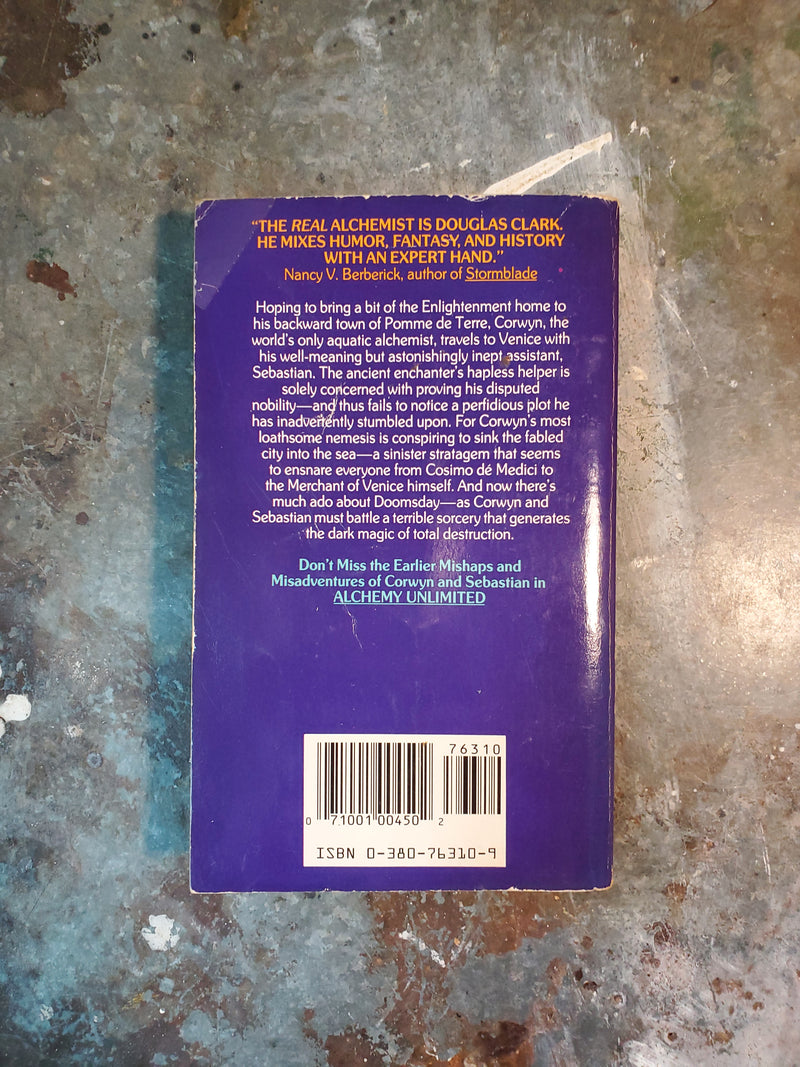 “THE REAL ALCHEMIST IS DOUGLAS CLARK.
HE MIXES HUMOR, FANTASY, AND HISTORY
WITH AN EXPERT HAND.”
Nancy V. Berberick, author of Stormblade
Hoping to bring a bit of the Enlightenment home to
his backward town of Pomme de Terre, Corwyn, the
world's only aquatic alchemist, travels to Venice with
his well-meaning but astonishingly inept assistant,
Sebastian. The ancient enchanter's hapless helper is
solely concerned with proving his disputed
nobility—and thus fails to notice a perfidious plot he
has inadvertently stumbled upon. For Corwyn's most
loathsome nemesis is conspiring to sink the fabled
city into the sea—a sinister stratagem that seems
to ensnare everyone from Cosimo dé Medici to
the Merchant of Venice himself. And now there's
much ado about Doomsday—as Corwyn and
Sebastian must battle a terrible sorcery that generates
the dark magic of total destruction.
Don't Miss the Earlier Mishaps and
Misadventures of Corwyn and Sebastian in
ALCHEMY UNLIMITED
76310
0 71001 00450 2
ISBN 0-380-76310-9